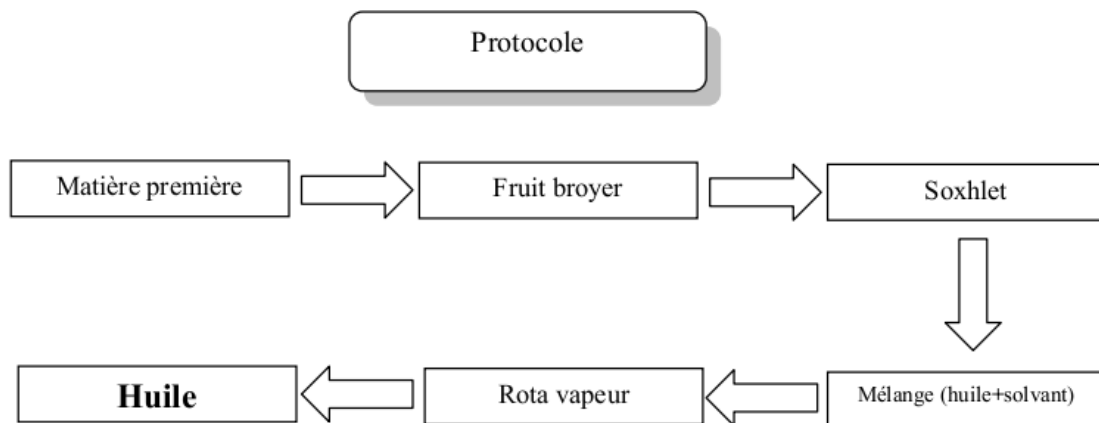 Protocole
Matière première
Fruit broyer
Soxhlet
Mélange (huile+solvant)
Rota vapeur
Huile